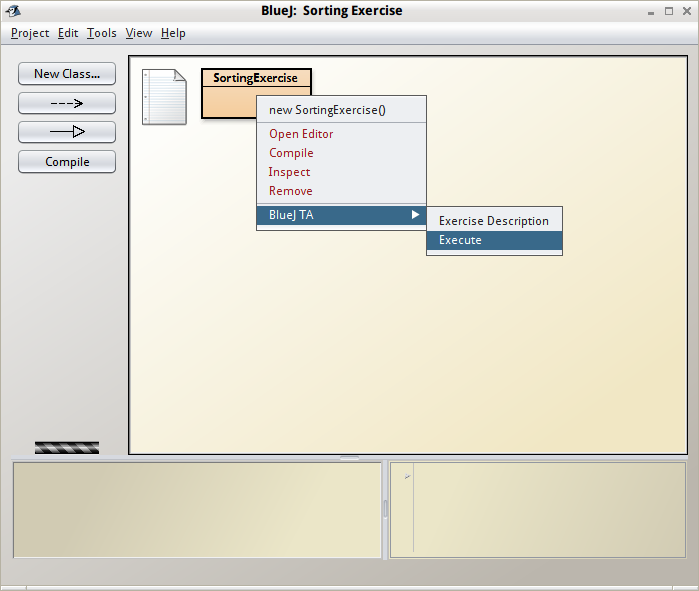 BlueJ: Sorting Exercise
Project Edit Tools View Help
New Class...
Compile
SortingExercise
new SortingExercise()
Open Editor
Compile
Inspect
Remove
BlueJ TA
Exercise Description
Execute